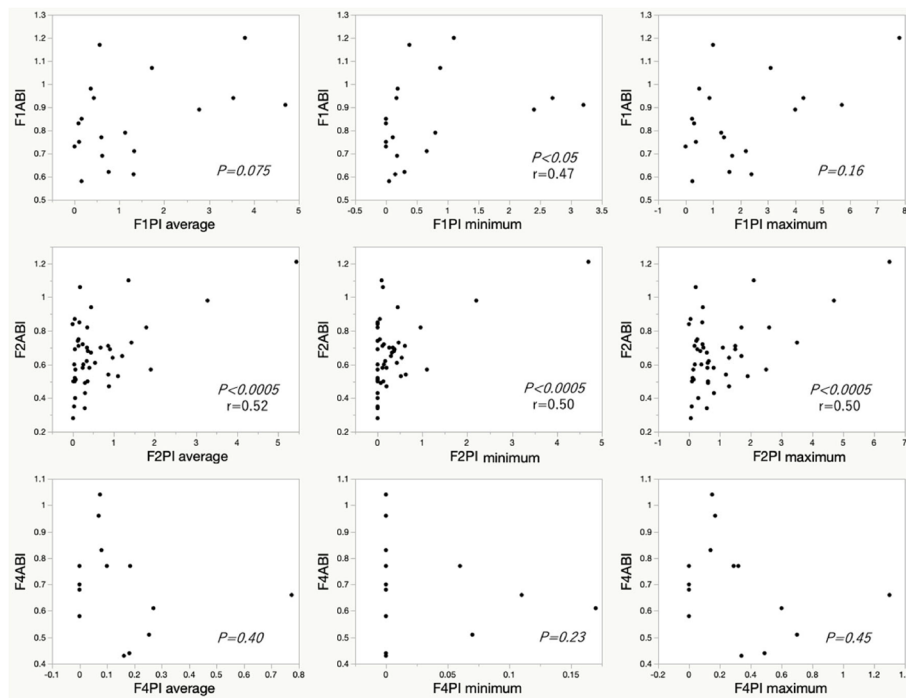 1.3
1.2
1.1
1
0.9
0.8
0.7
0.6
0.5
F1ABI
P=0.075
0 1 2 3 4 5
F1PI average
1.3
1.2
1.1
1
0.9
0.8
0.7
0.6
0.5
F1ABI
P<0.05
r=0.47
-0.5 0 0.5 1 1.5 2 2.5 3 3.5
F1PI minimum
1.3
1.2
1.1
1
0.9
0.8
0.7
0.6
0.5
F1ABI
P=0.16
-1 0 1 2 3 4 5 6 7 8
F1PI maximum
1.2
1
0.8
0.6
0.4
0.2
F2ABI
P<0.0005
r=0.52
0 1 2 3 4 5
F2PI average
1.2
1
0.8
0.6
0.4
0.2
F2ABI
P<0.0005
r=0.50
0 1 2 3 4 5
F2PI minimum
1.2
1
0.8
0.6
0.4
0.2
F2ABI
P<0.0005
r=0.50
-1 0 1 2 3 4 5 6 7
F2PI maximum
1.1
1
0.9
0.8
0.7
0.6
0.5
0.4
F4ABI
P=0.40
-0.1 0 0.1 0.2 0.3 0.4 0.5 0.6 0.7 0.8
F4PI average
1.1
1
0.9
0.8
0.7
0.6
0.5
0.4
F4ABI
P=0.23
0 0.05 0.1 0.15
F4PI minimum
1.1
1
0.9
0.8
0.7
0.6
0.5
0.4
F4ABI
P=0.45
-0.2 0 0.2 0.4 0.6 0.8 1 1.2 1.4
F4PI maximum